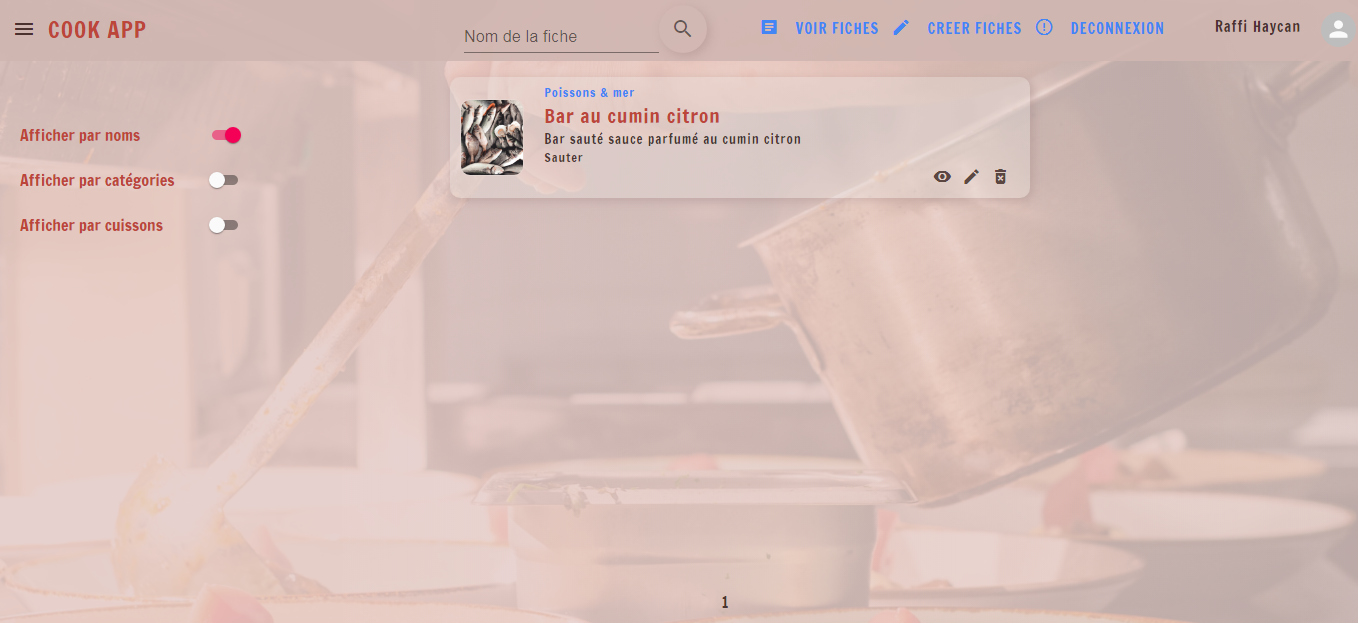 COOK APP
Nom de la fiche
VOIR FICHES
CREER FICHES
DECONNEXION
Raffi Haycan
Afficher par noms
Afficher par catégories
Afficher par cuissons
Poissons & mer
Bar au cumin citron
Bar sauté sauce parfumé au cumin citron
Sauter
1